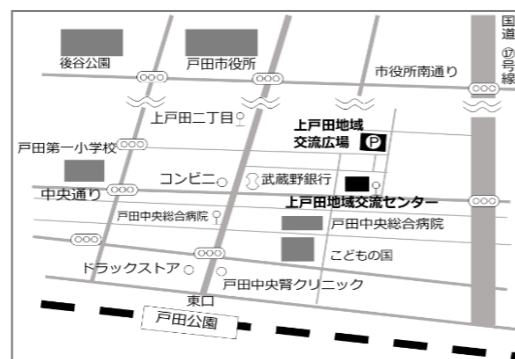 国道⑰号線
後谷公園
戸田市役所
市役所南通り
上戸田二丁目
上戸田地域
交流広場
P
戸田第一小学校
コンビニ
武蔵野銀行
中央通り
上戸田地域交流センター
戸田中央総合病院
戸田中央総合病院
こどもの国
ドラックストア
戸田中央腎クリニック
東口
戸田公園